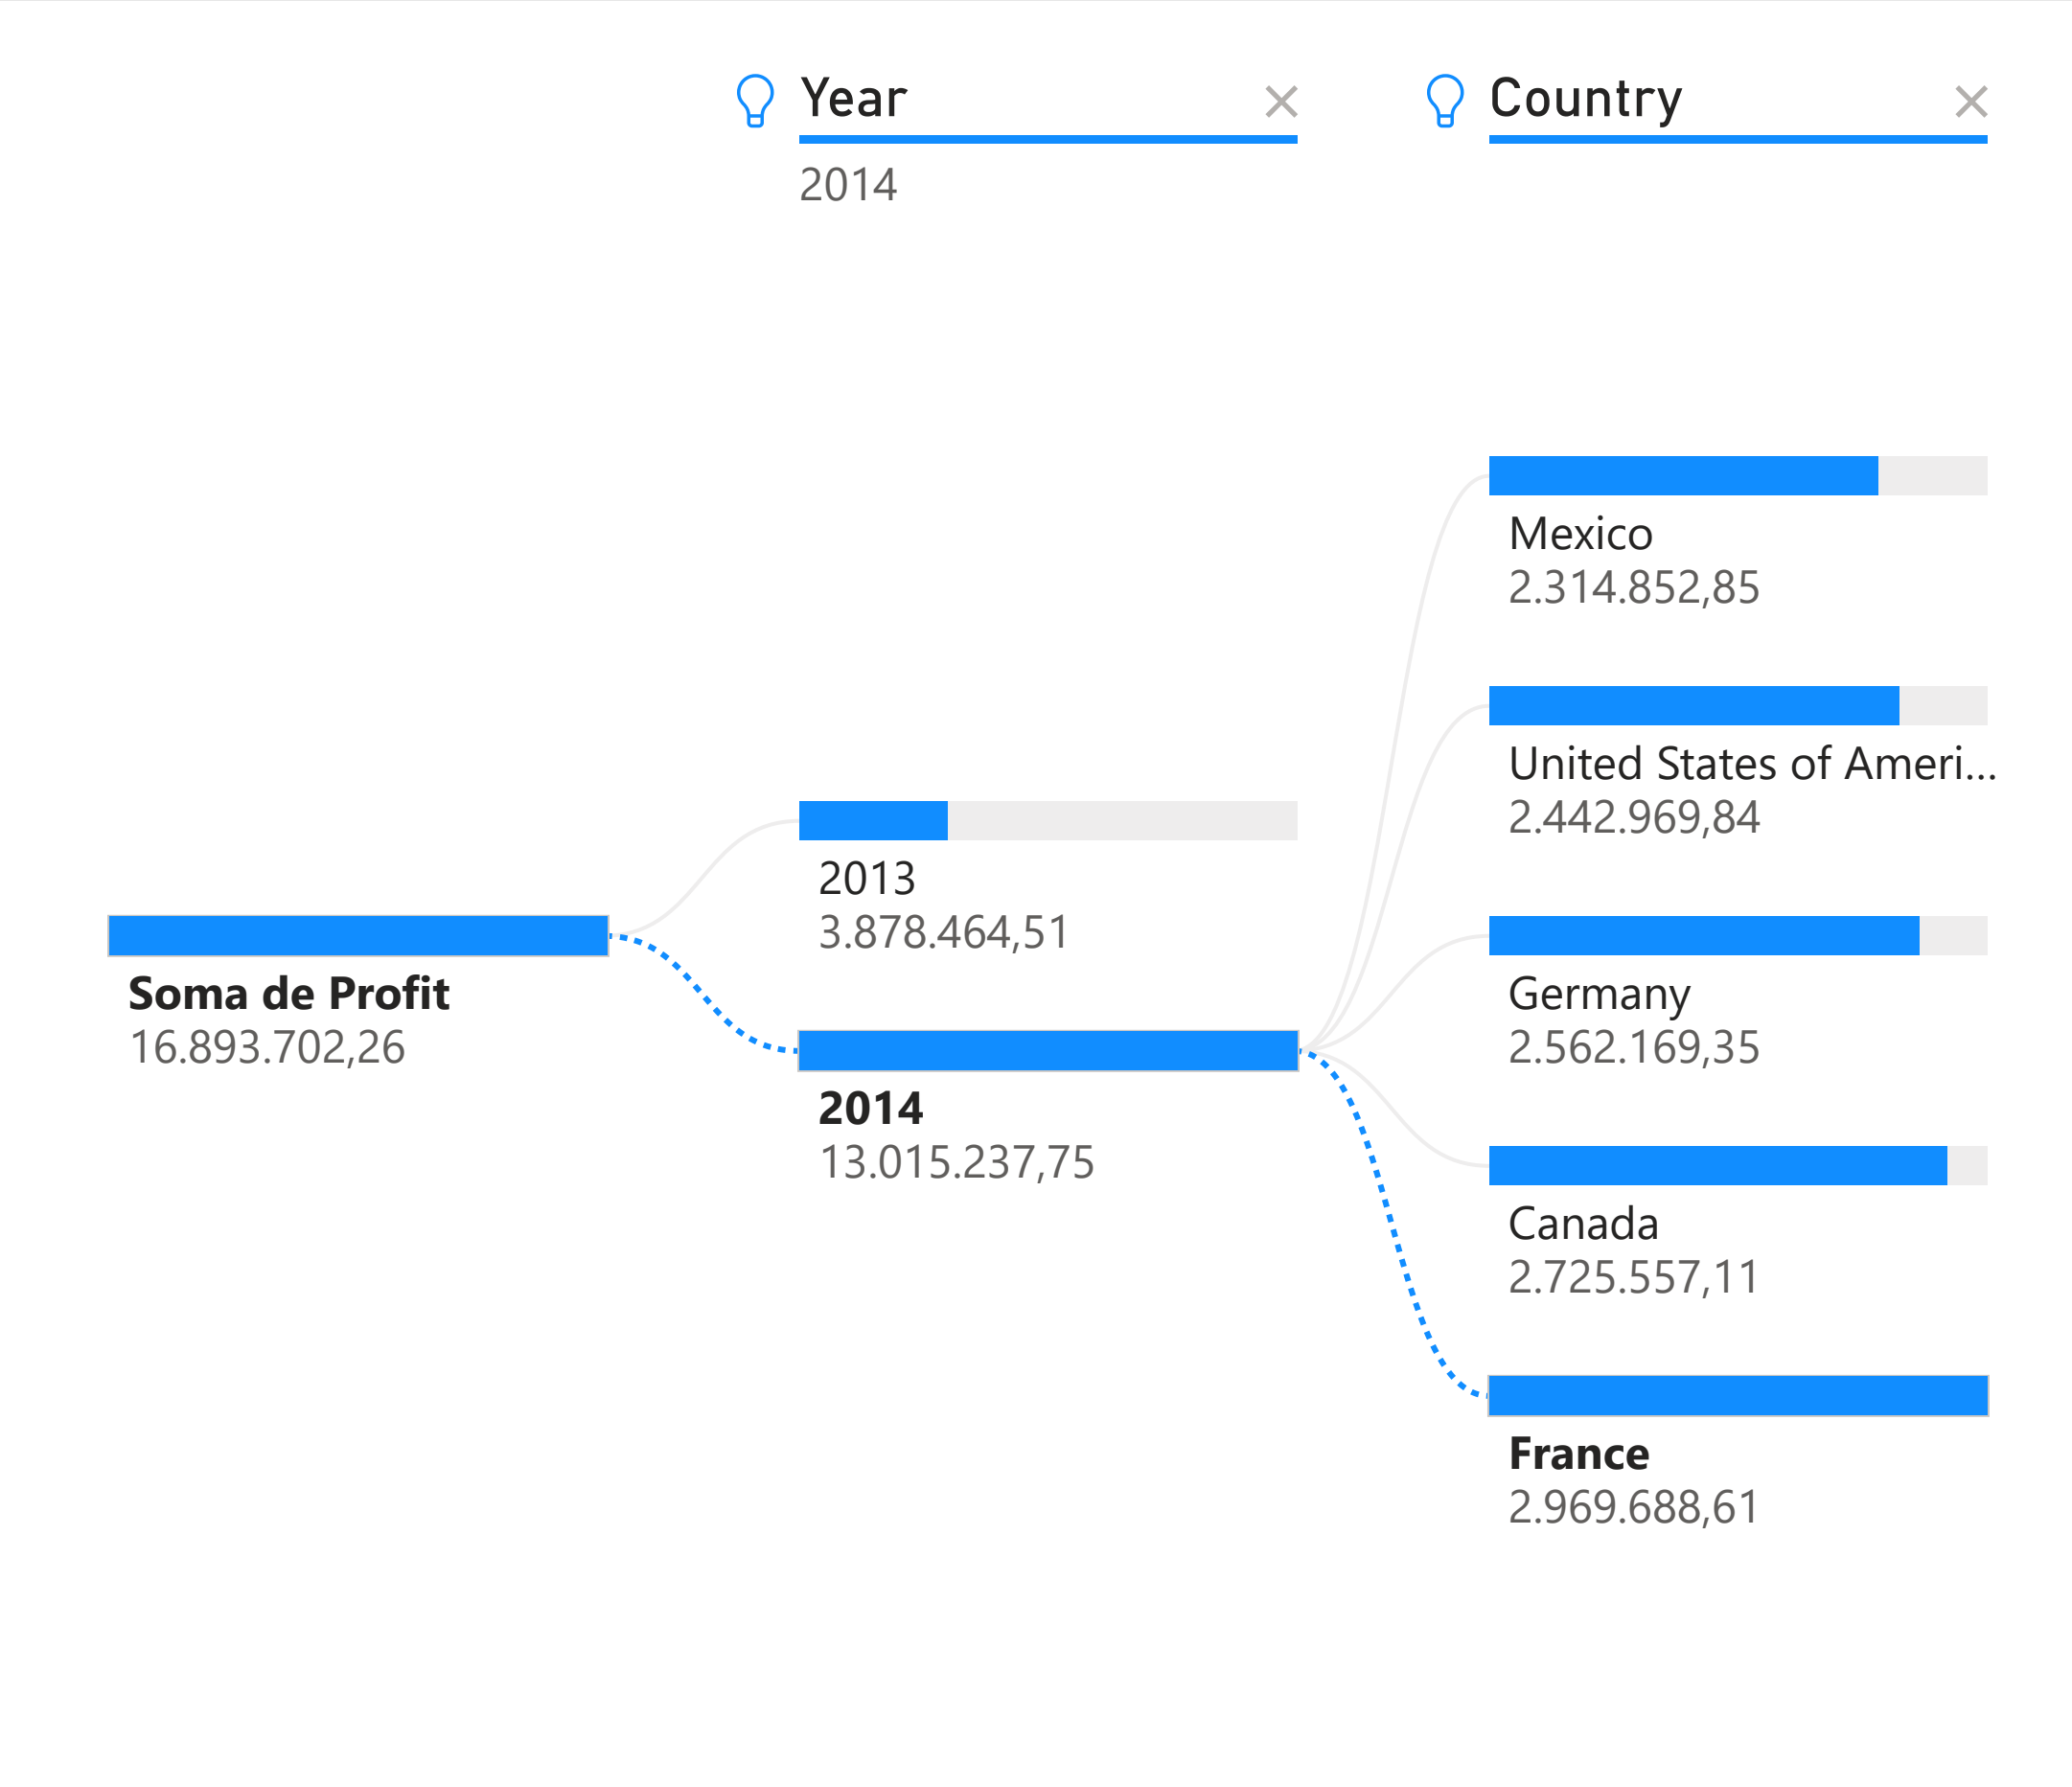 Year
2014
Country
Mexico
2.314.852,85
United States of Ameri...
2.442.969,84
2013
3.878.464,51
Soma de Profit
16.893.702,26
Germany
2.562.169,35
2014
13.015.237,75
Canada
2.725.557,11
France
2.969.688,61